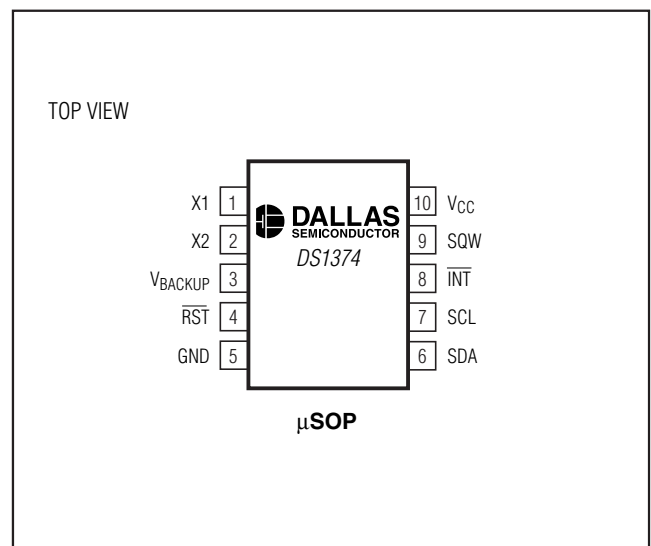 TOP VIEW
X1 1
X2 2
VBACKUP 3
RST 4
GND 5
DALLAS
SEMICONDUCTOR
DS1374
10 VCC
9 SQW
8 INT
7 SCL
6 SDA
µSOP